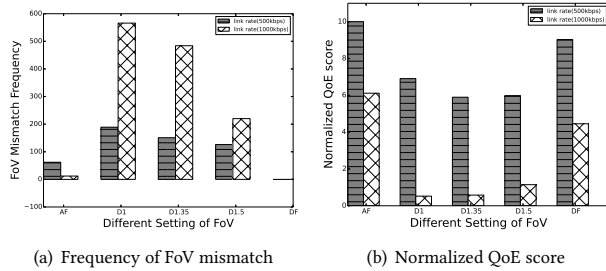 600
500
400
300
200
100
0
−100
FoV Mismatch Frequency
link rate(500kbps)
link rate(1000kbps)
AF D1 D1.35 D1.5 DF
Different Setting of FoV
(a) Frequency of FoV mismatch
10
8
6
4
2
0
Normalized QoE score
link rate(500kbps)
link rate(1000kbps)
AF D1 D1.35 D1.5 DF
Different Setting of FoV
(b) Normalized QoE score